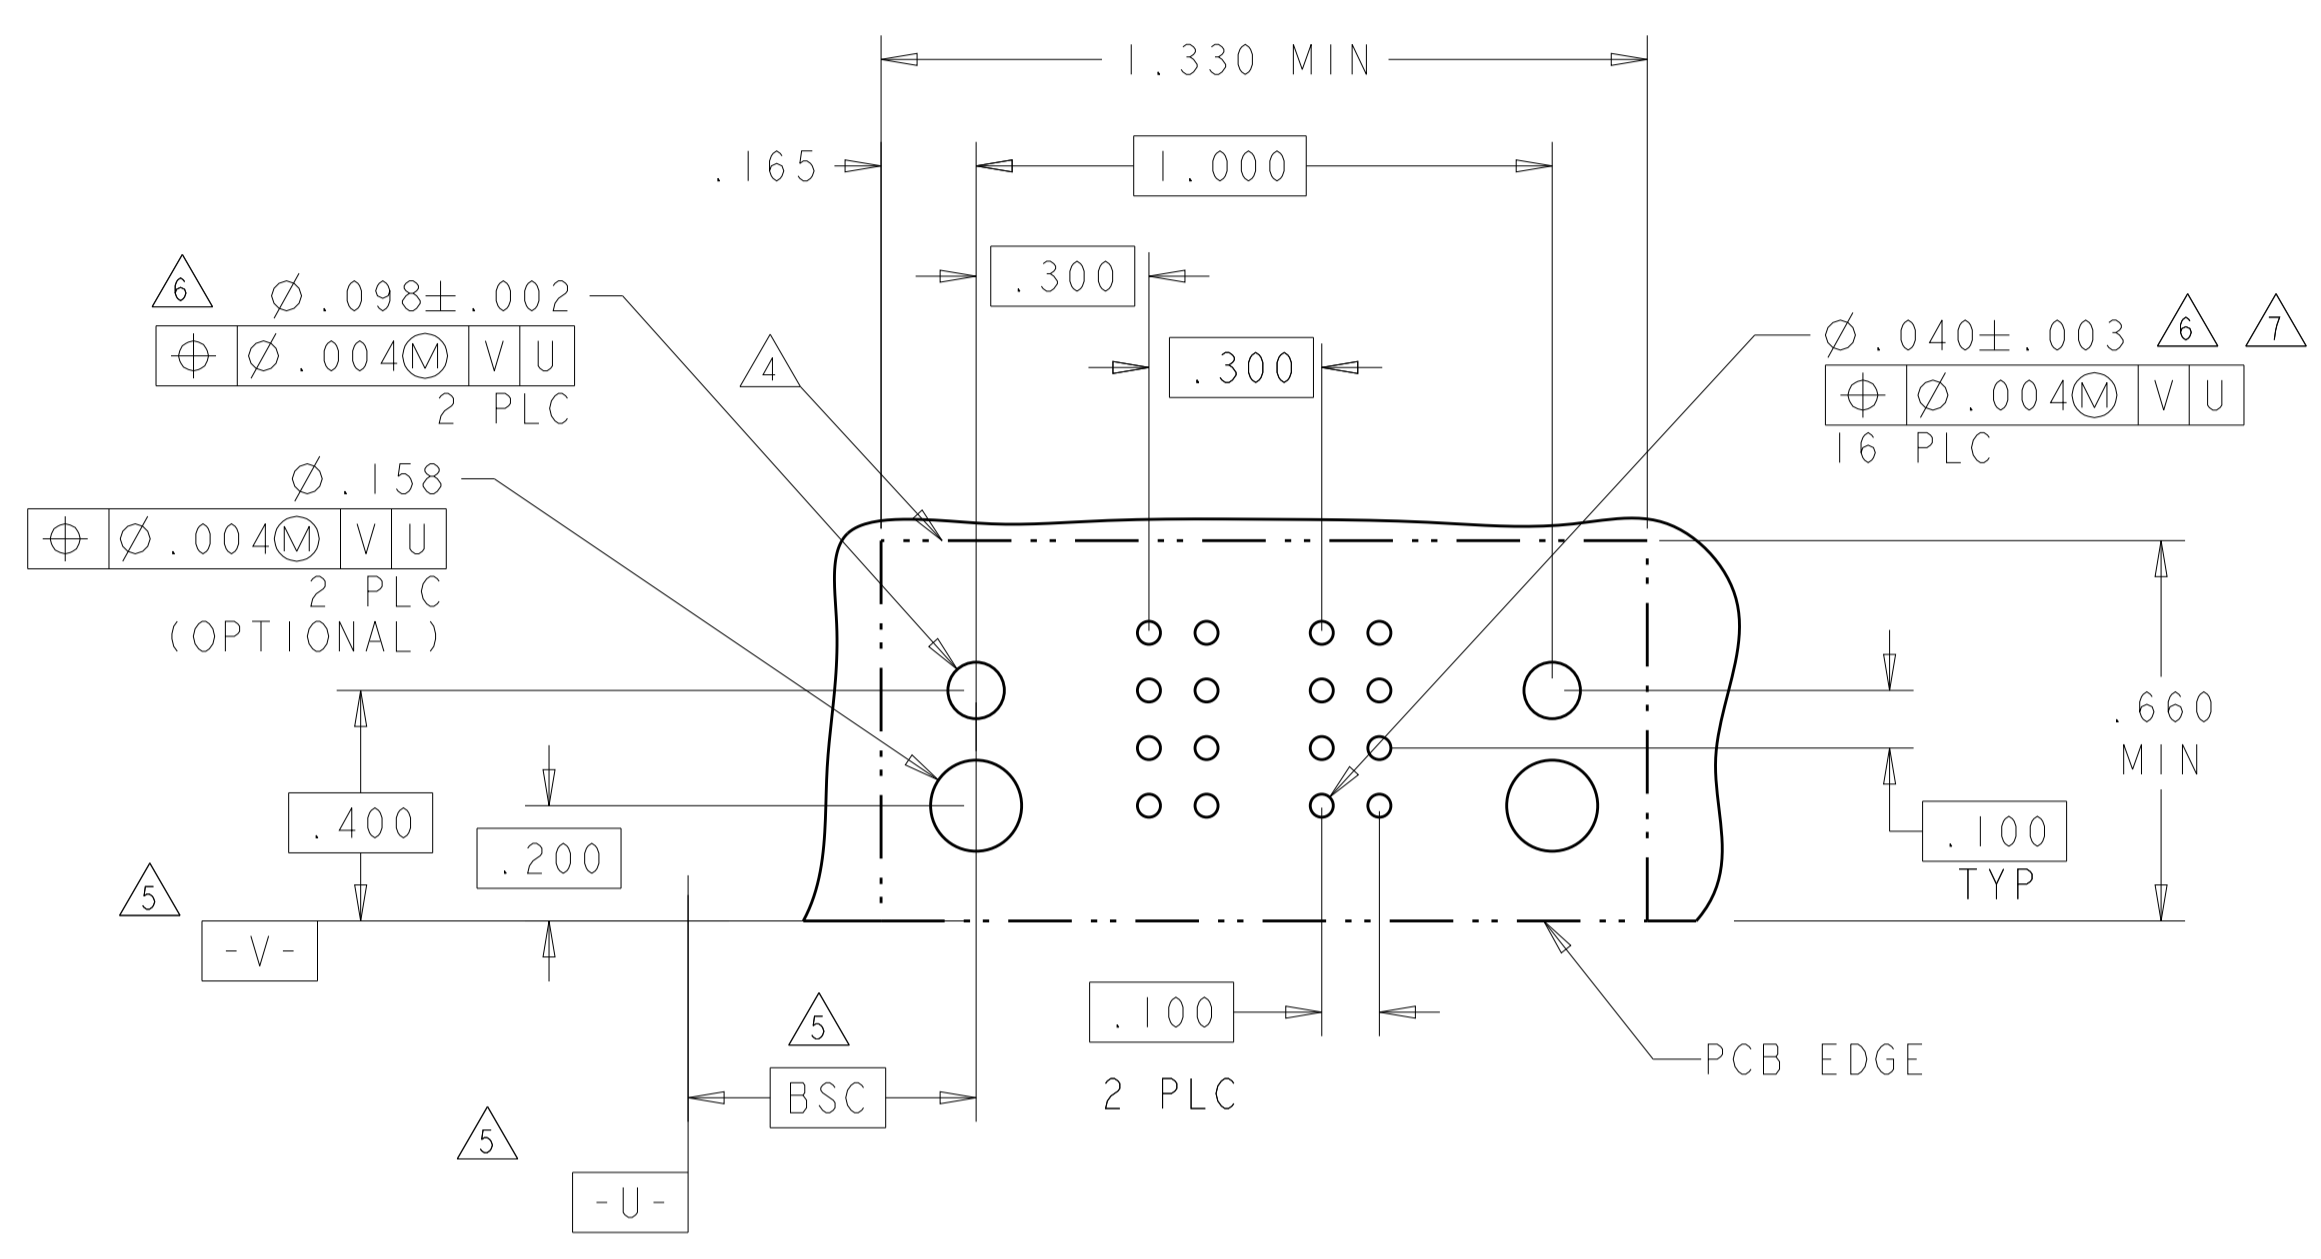 1.330 MIN
.165
1.000
.300
.300
6
Ø.098±.002
⌖ Ø.004Ⓜ V U
2 PLC
4
Ø.040±.003 6 7
⌖ Ø.004Ⓜ V U
16 PLC
Ø.158
⌖ Ø.004Ⓜ V U
2 PLC
(OPTIONAL)
.660
MIN
.400
.200
.100
TYP
5
-V-
.100
2 PLC
5
BSC
PCB EDGE
5
-U-